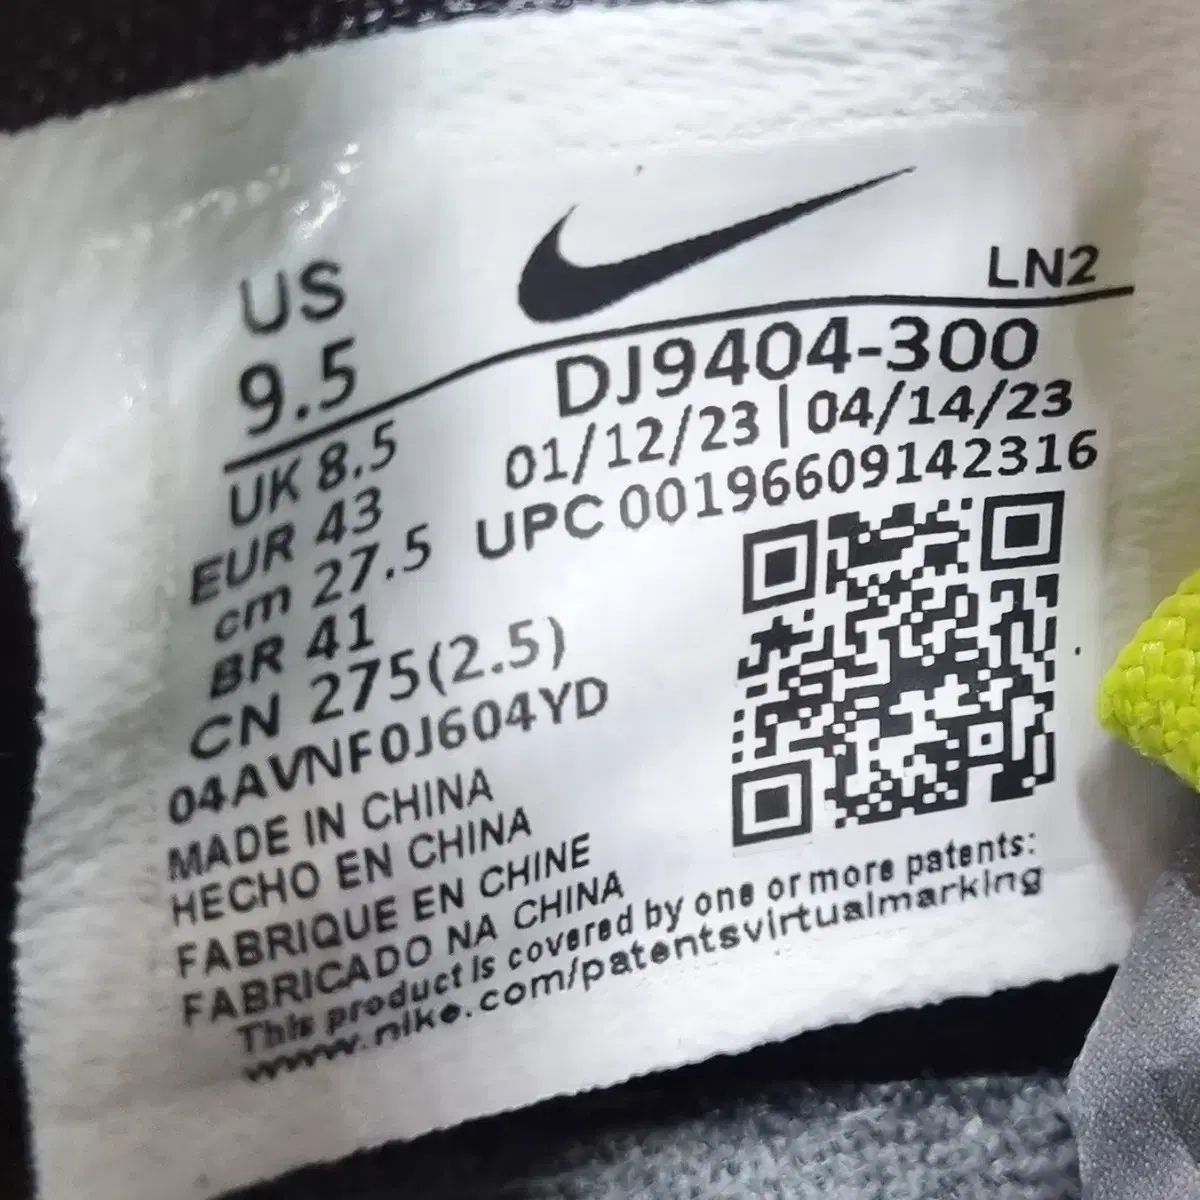 US
9.5
LN2
DJ9404-300
01/12/23 | 04/14/23
UPC 00196609142316
UK 8.5
EUR 43
cm 27.5
BR 41
CN 275(2.5)
04AVNF0J604YD
MADE IN CHINA
HECHO EN CHINA
FABRIQUE EN CHINE
FABRICADO NA CHINA
This product is covered by one or more patents:
www.nike.com/patentsvirtualmarking